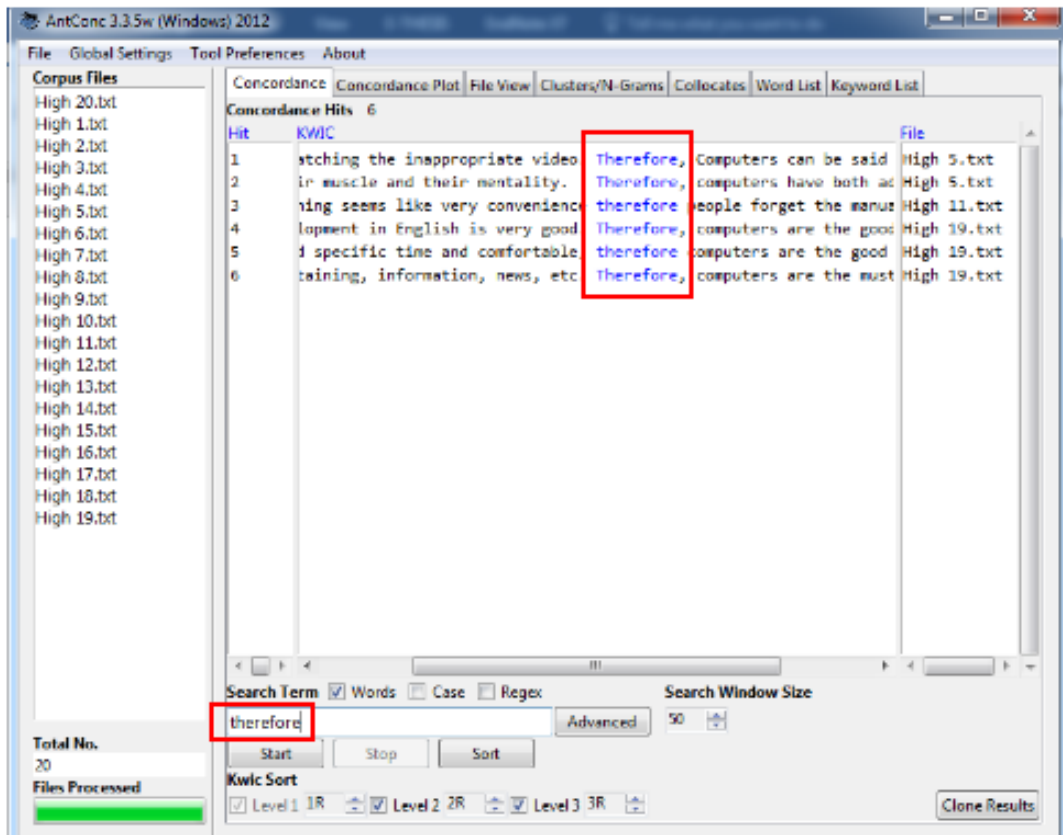 AntConc 3.3.5w (Windows) 2012
File Global Settings Tool Preferences About
Corpus Files
High 20.txt
High 1.txt
High 2.txt
High 3.txt
High 4.txt
High 5.txt
High 6.txt
High 7.txt
High 8.txt
High 9.txt
High 10.txt
High 11.txt
High 12.txt
High 13.txt
High 14.txt
High 15.txt
High 16.txt
High 17.txt
High 18.txt
High 19.txt
Total No.
20
Files Processed
Concordance Concordance Plot File View Clusters/N-Grams Collocates Word List Keyword List
Concordance Hits 6
Hit KWIC File
1 atching the inappropriate video Therefore, Computers can be said High 5.txt
2 ir muscle and their mentality. Therefore, computers have both ad High 5.txt
3 ning seems like very convenience therefore people forget the manua High 11.txt
4 lopment in English is very good Therefore, computers are the good High 19.txt
5 d specific time and comfortable, therefore computers are the good High 19.txt
6 taining, information, news, etc Therefore, computers are the must High 19.txt
Search Term Words Case Regex Search Window Size
therefore Advanced 50
Start Stop Sort
Kwic Sort
Level 1 1R Level 2 2R Level 3 3R Clone Results